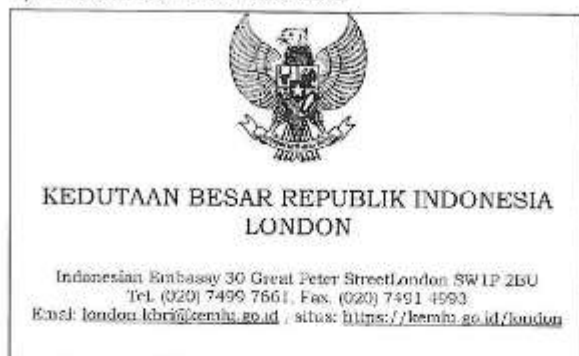 KEDUTAAN BESAR REPUBLIK INDONESIA
LONDON
Indonesian Embassy 30 Great Peter StreetLondon SW1P 2BU
Tel. (020) 7499 7661, Fax. (020) 7491 4993
Email: london.kbri@kemlu.go.id , situs: https://kemlu.go.id/london